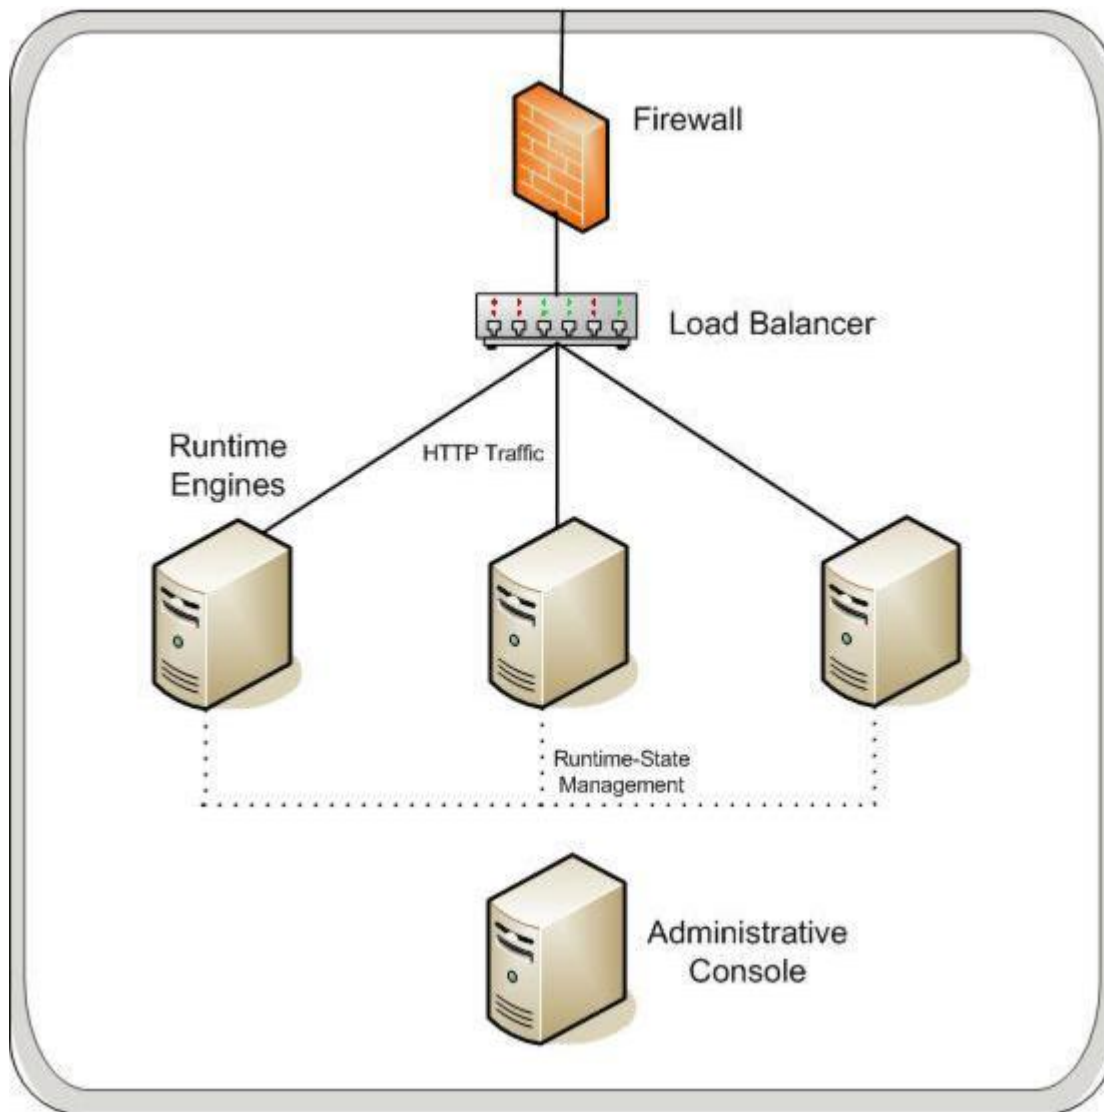 Firewall
Load Balancer
Runtime
Engines
HTTP Traffic
Runtime-State
Management
Administrative
Console